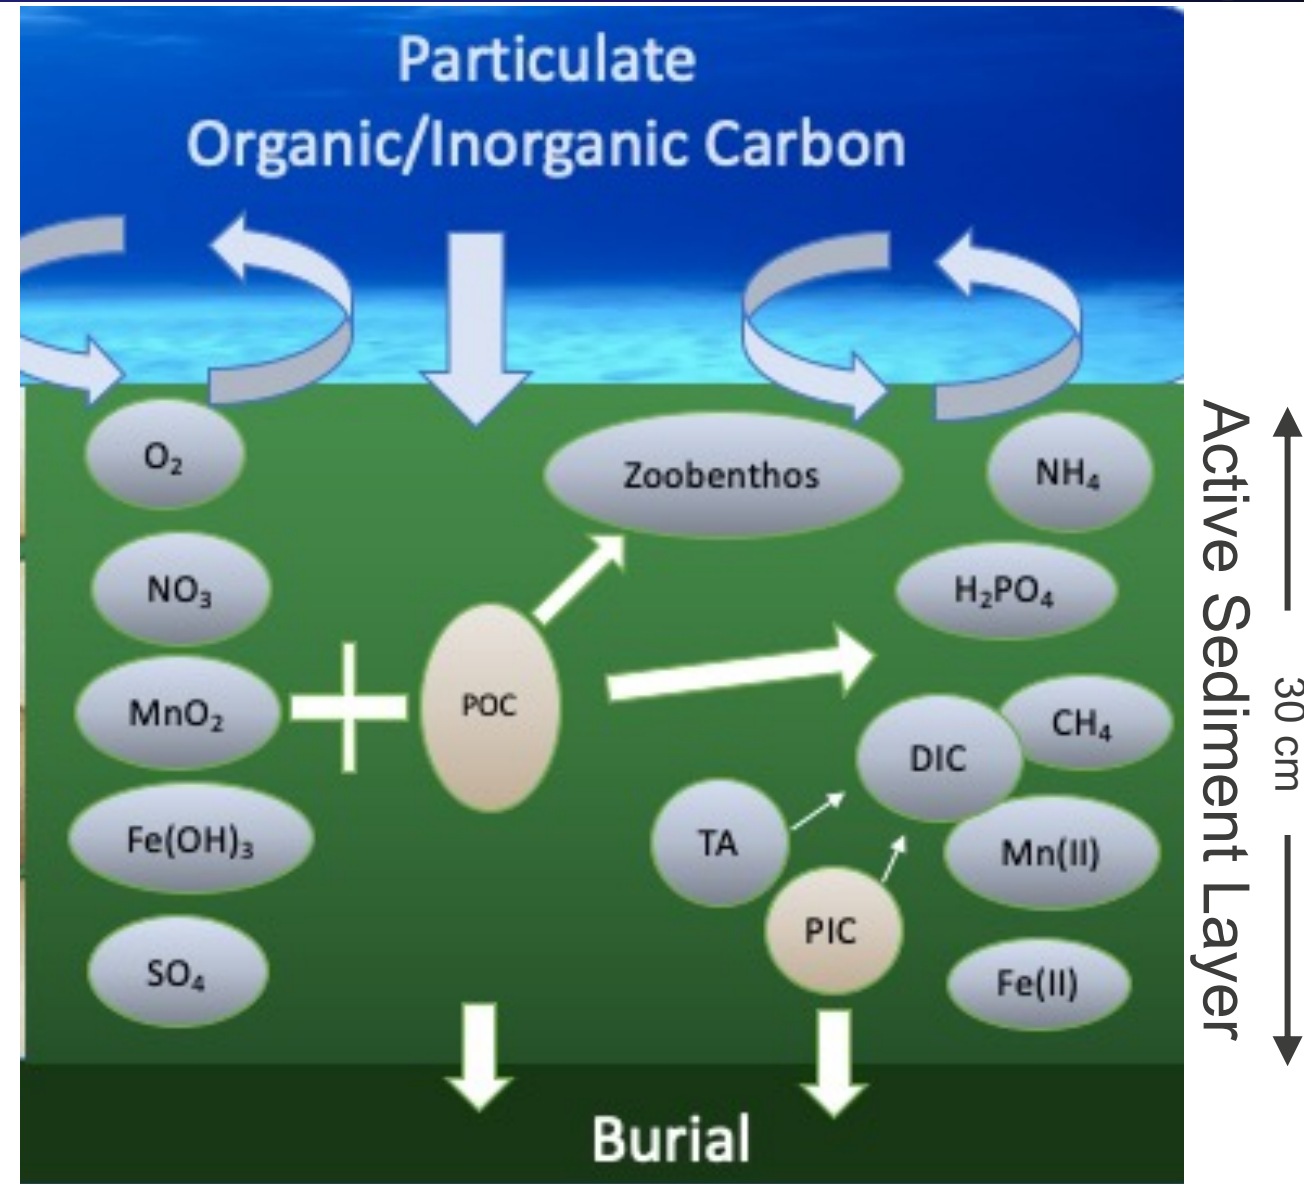 Particulate
Organic/Inorganic Carbon
O₂
Zoobenthos
NH₄
NO₃
H₂PO₄
MnO₂
POC
DIC
CH₄
Fe(OH)₃
TA
Mn(II)
PIC
SO₄
Fe(II)
Burial
Active Sediment Layer
30 cm